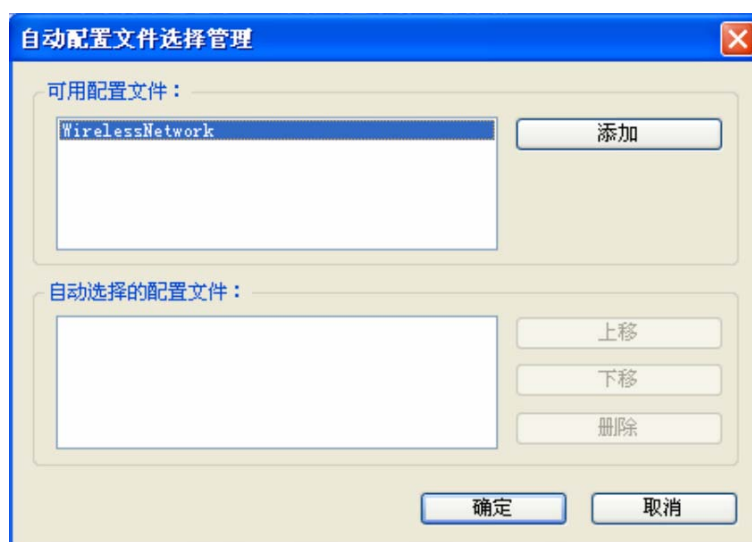 自动配置文件选择管理
可用配置文件：
WirelessNetwork
添加
自动选择的配置文件：
上移
下移
删除
确定
取消